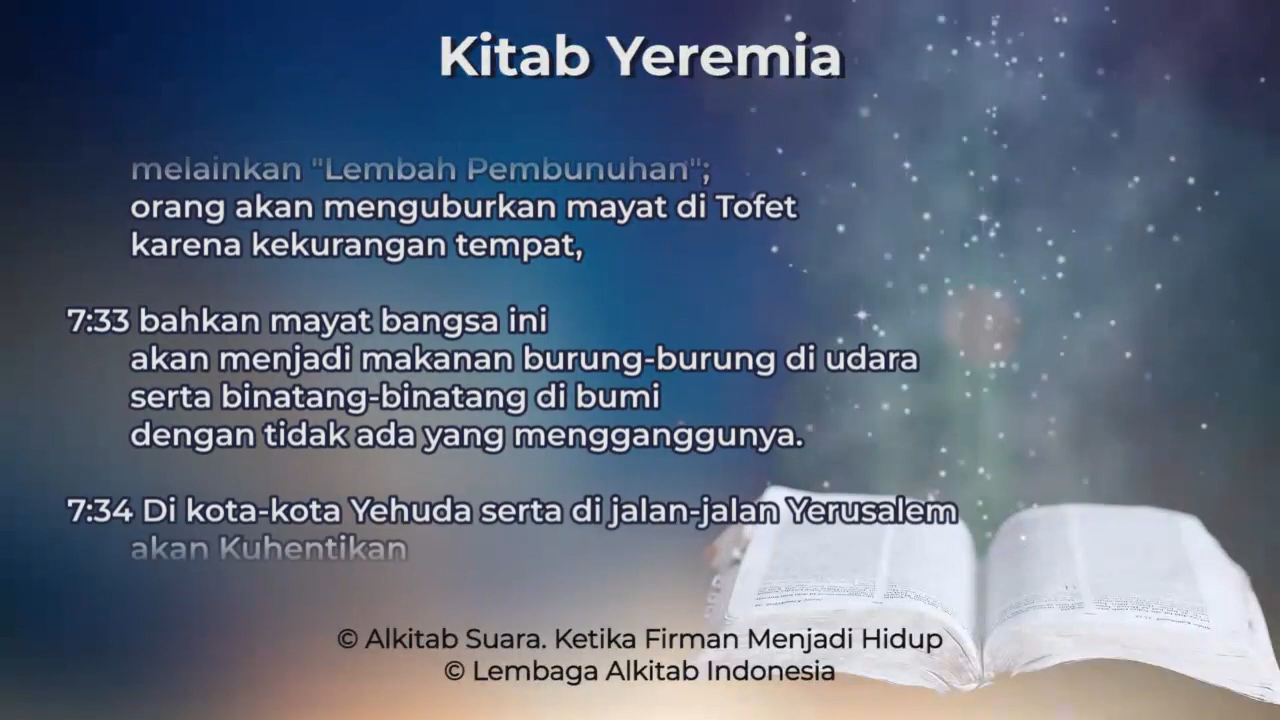 Kitab Yeremia
melainkan "Lembah Pembunuhan";
orang akan menguburkan mayat di Tofet
karena kekurangan tempat,
7:33 bahkan mayat bangsa ini
akan menjadi makanan burung-burung di udara
serta binatang-binatang di bumi
dengan tidak ada yang mengganggunya.
7:34 Di kota-kota Yehuda serta di jalan-jalan Yerusalem
akan Kuhentikan
© Alkitab Suara. Ketika Firman Menjadi Hidup
© Lembaga Alkitab Indonesia